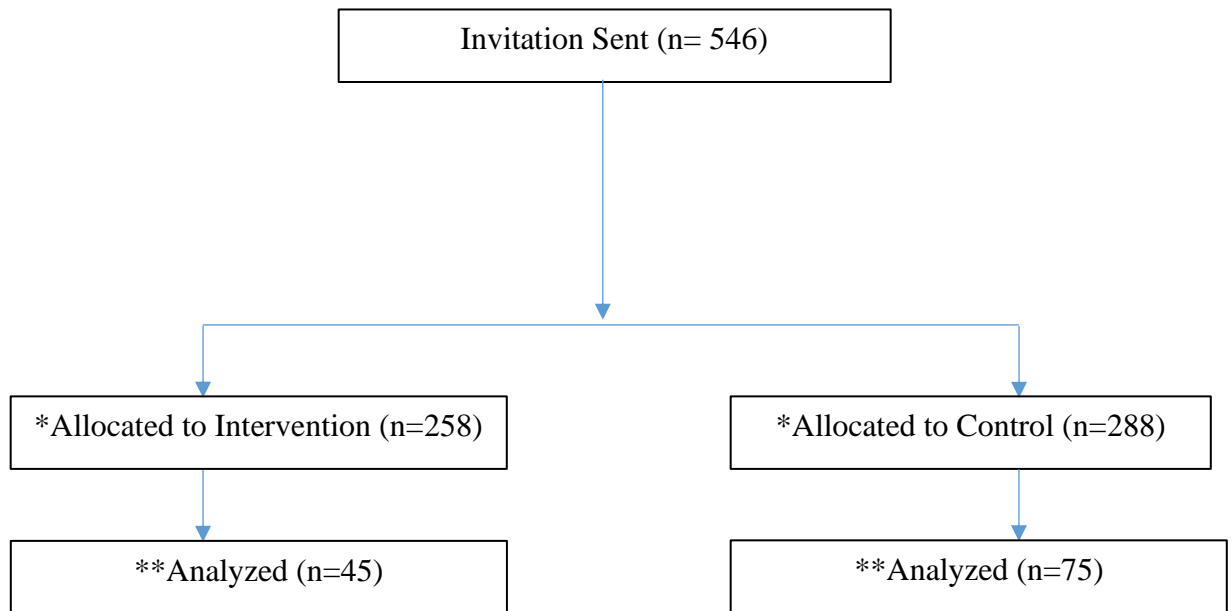 Invitation Sent (n= 546)
*Allocated to Intervention (n=258)
*Allocated to Control (n=288)
**Analyzed (n=45)
**Analyzed (n=75)